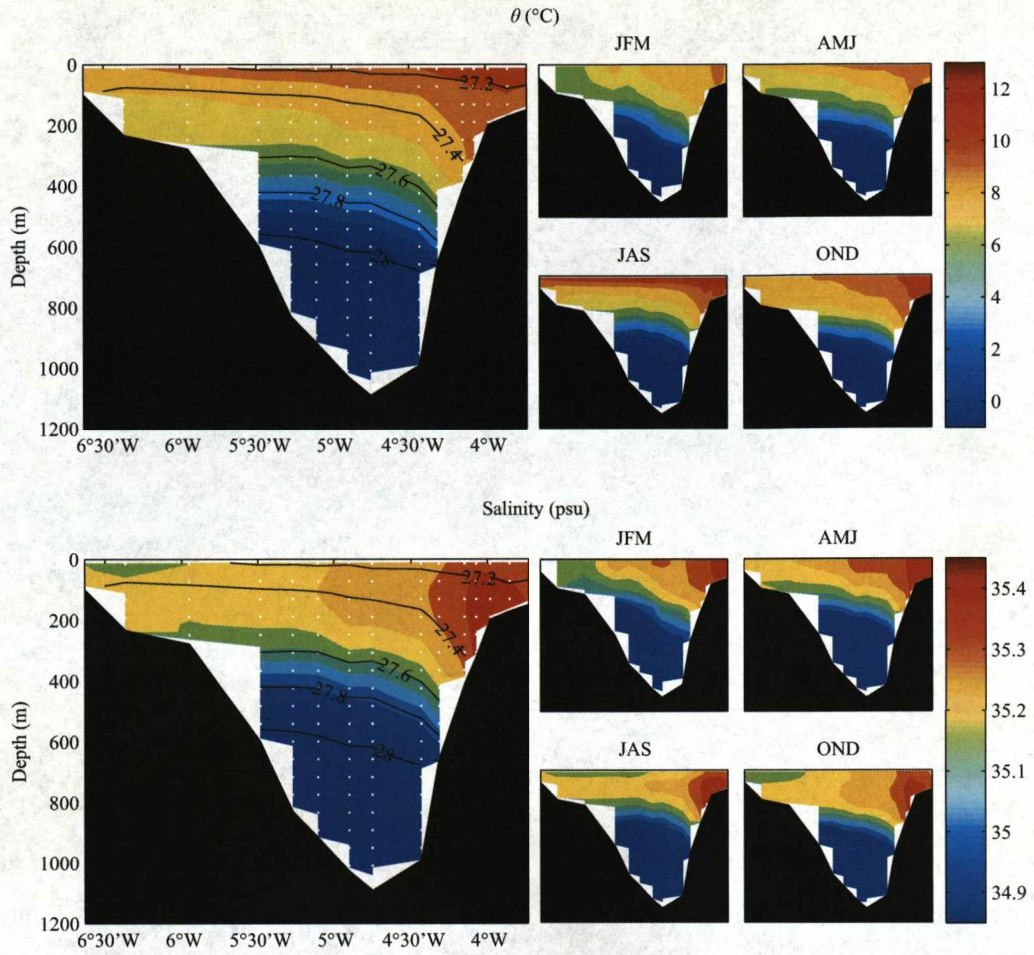 θ (°C)
JFM
AMJ
0
200
400
600
800
1000
1200
Depth (m)
27.2
27.4
27.6
27.8
28
6°30'W
6°W
5°30'W
5°W
4°30'W
4°W
JAS
OND
12
10
8
6
4
2
0
Salinity (psu)
JFM
AMJ
0
200
400
600
800
1000
1200
Depth (m)
27.2
27.4
27.6
27.8
28
6°30'W
6°W
5°30'W
5°W
4°30'W
4°W
JAS
OND
35.4
35.3
35.2
35.1
35
34.9